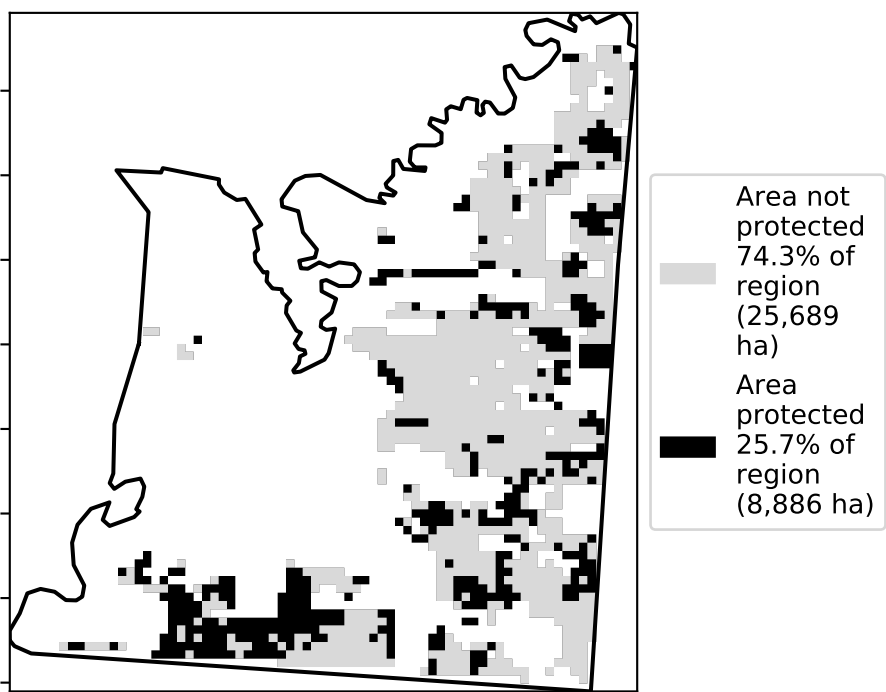 Area not
protected
74.3% of
region
(25,689
ha)
Area
protected
25.7% of
region
(8,886 ha)